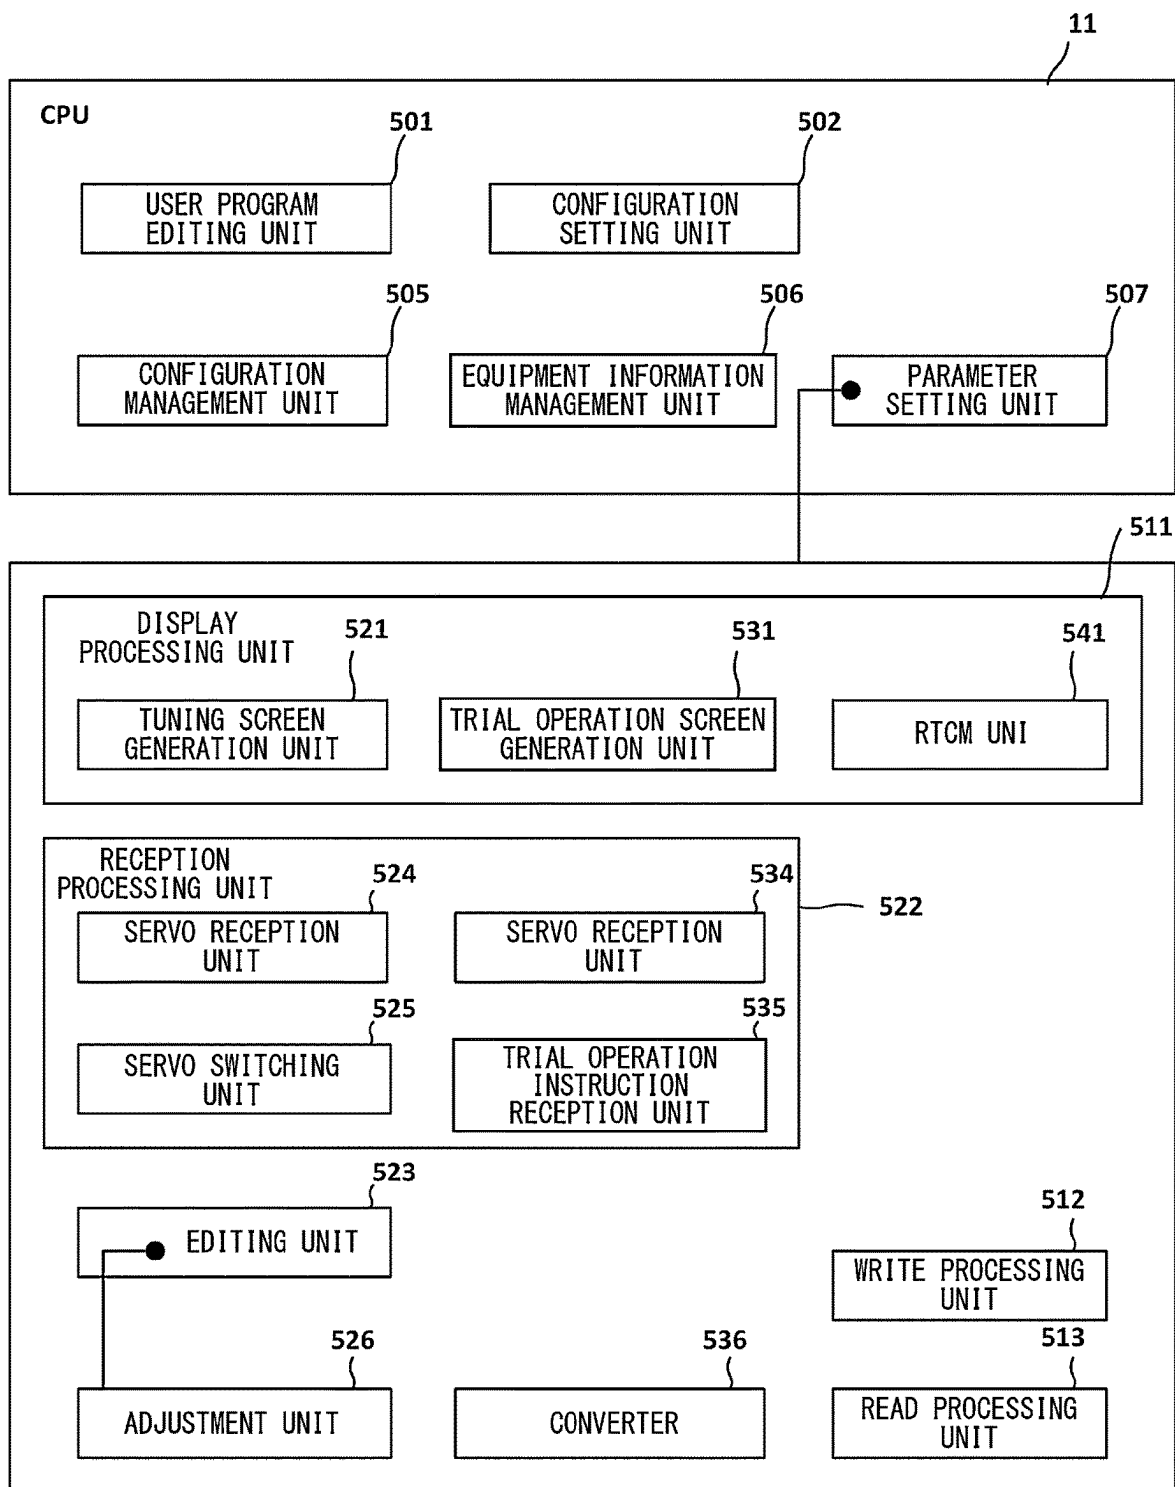 11
CPU
501
502
USER PROGRAM
EDITING UNIT
CONFIGURATION
SETTING UNIT
505
506
507
CONFIGURATION
MANAGEMENT UNIT
EQUIPMENT INFORMATION
MANAGEMENT UNIT
PARAMETER
SETTING UNIT
511
DISPLAY
PROCESSING UNIT
521
531
541
TUNING SCREEN
GENERATION UNIT
TRIAL OPERATION SCREEN
GENERATION UNIT
RTCM UNI
RECEPTION
PROCESSING UNIT
524
534
522
SERVO RECEPTION
UNIT
SERVO RECEPTION
UNIT
525
535
SERVO SWITCHING
UNIT
TRIAL OPERATION
INSTRUCTION
RECEPTION UNIT
523
EDITING UNIT
512
WRITE PROCESSING
UNIT
526
536
513
ADJUSTMENT UNIT
CONVERTER
READ PROCESSING
UNIT